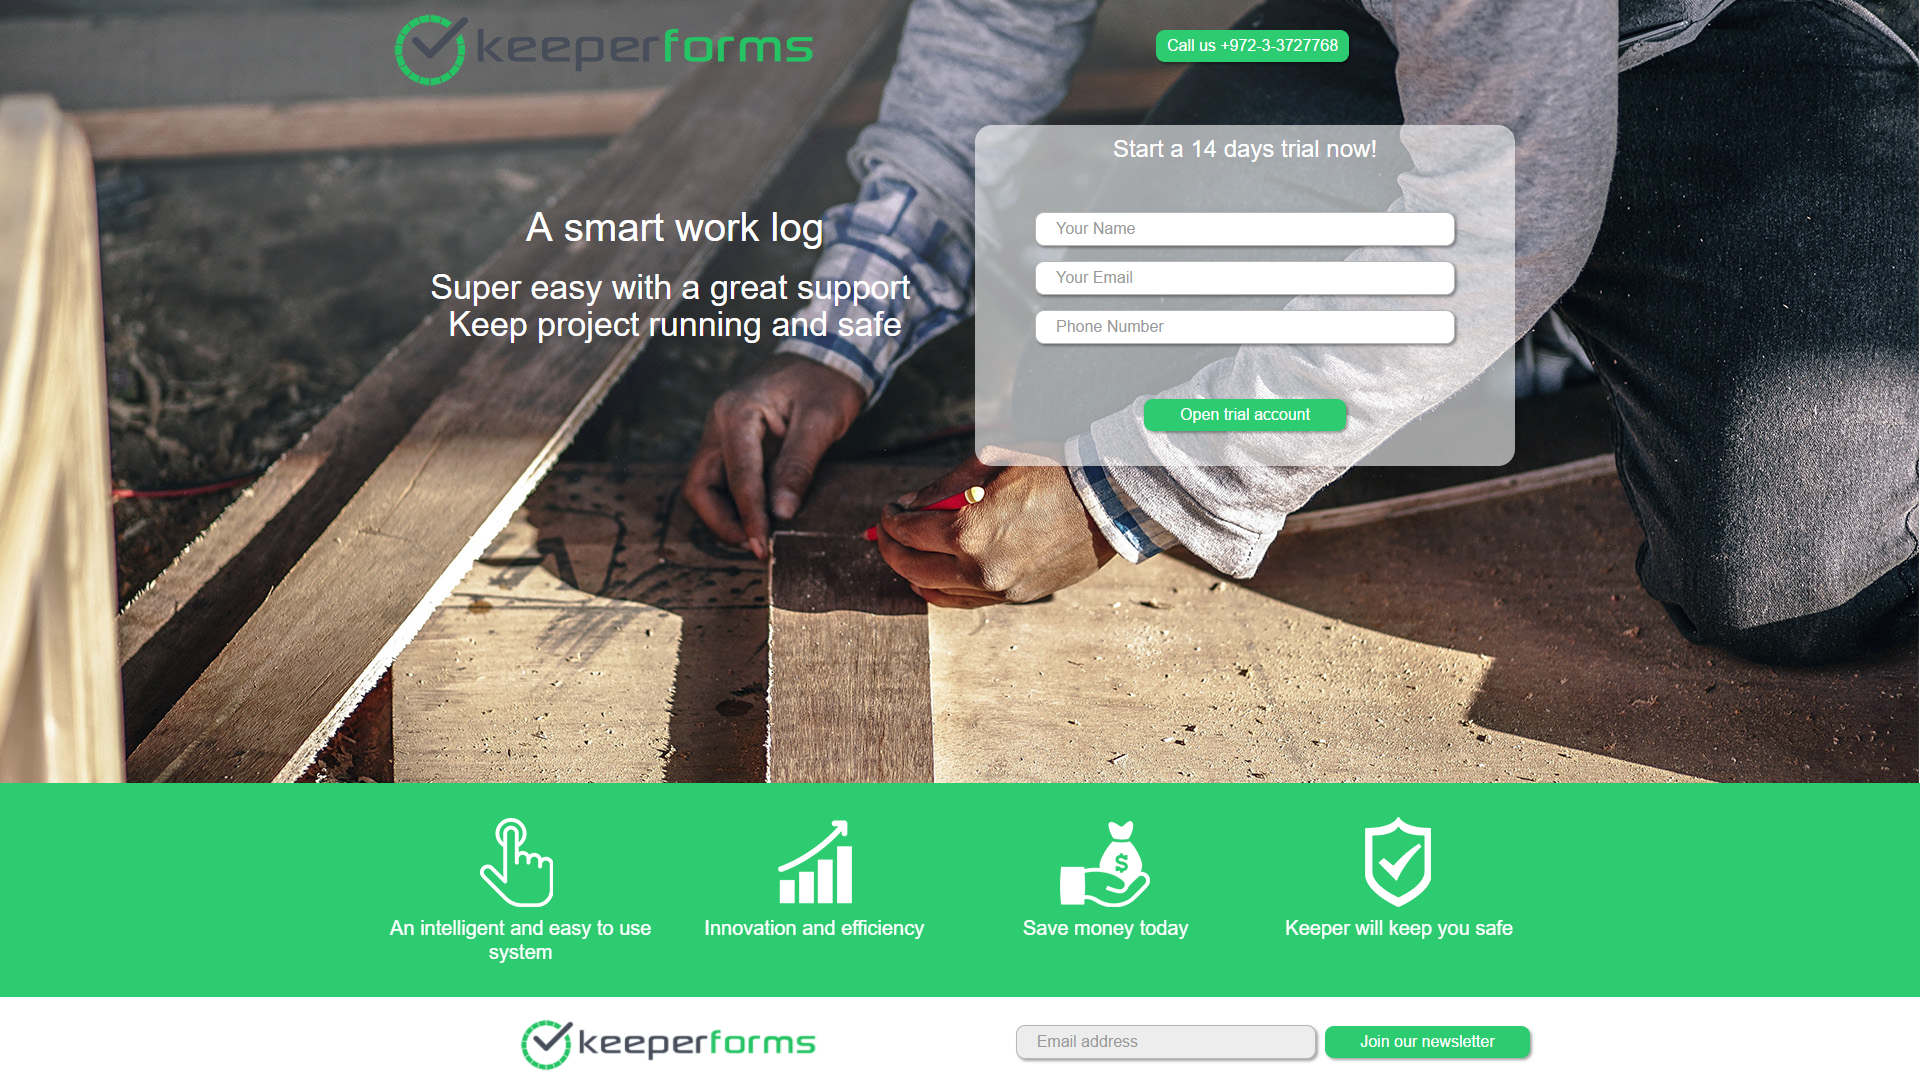 keeperforms
Call us +972-3-3727768
Start a 14 days trial now!
A smart work log
Super easy with a great support
Keep project running and safe
Your Name
Your Email
Phone Number
Open trial account
$
An intelligent and easy to use
system
Innovation and efficiency
Save money today
Keeper will keep you safe
keeperforms
Email address
Join our newsletter